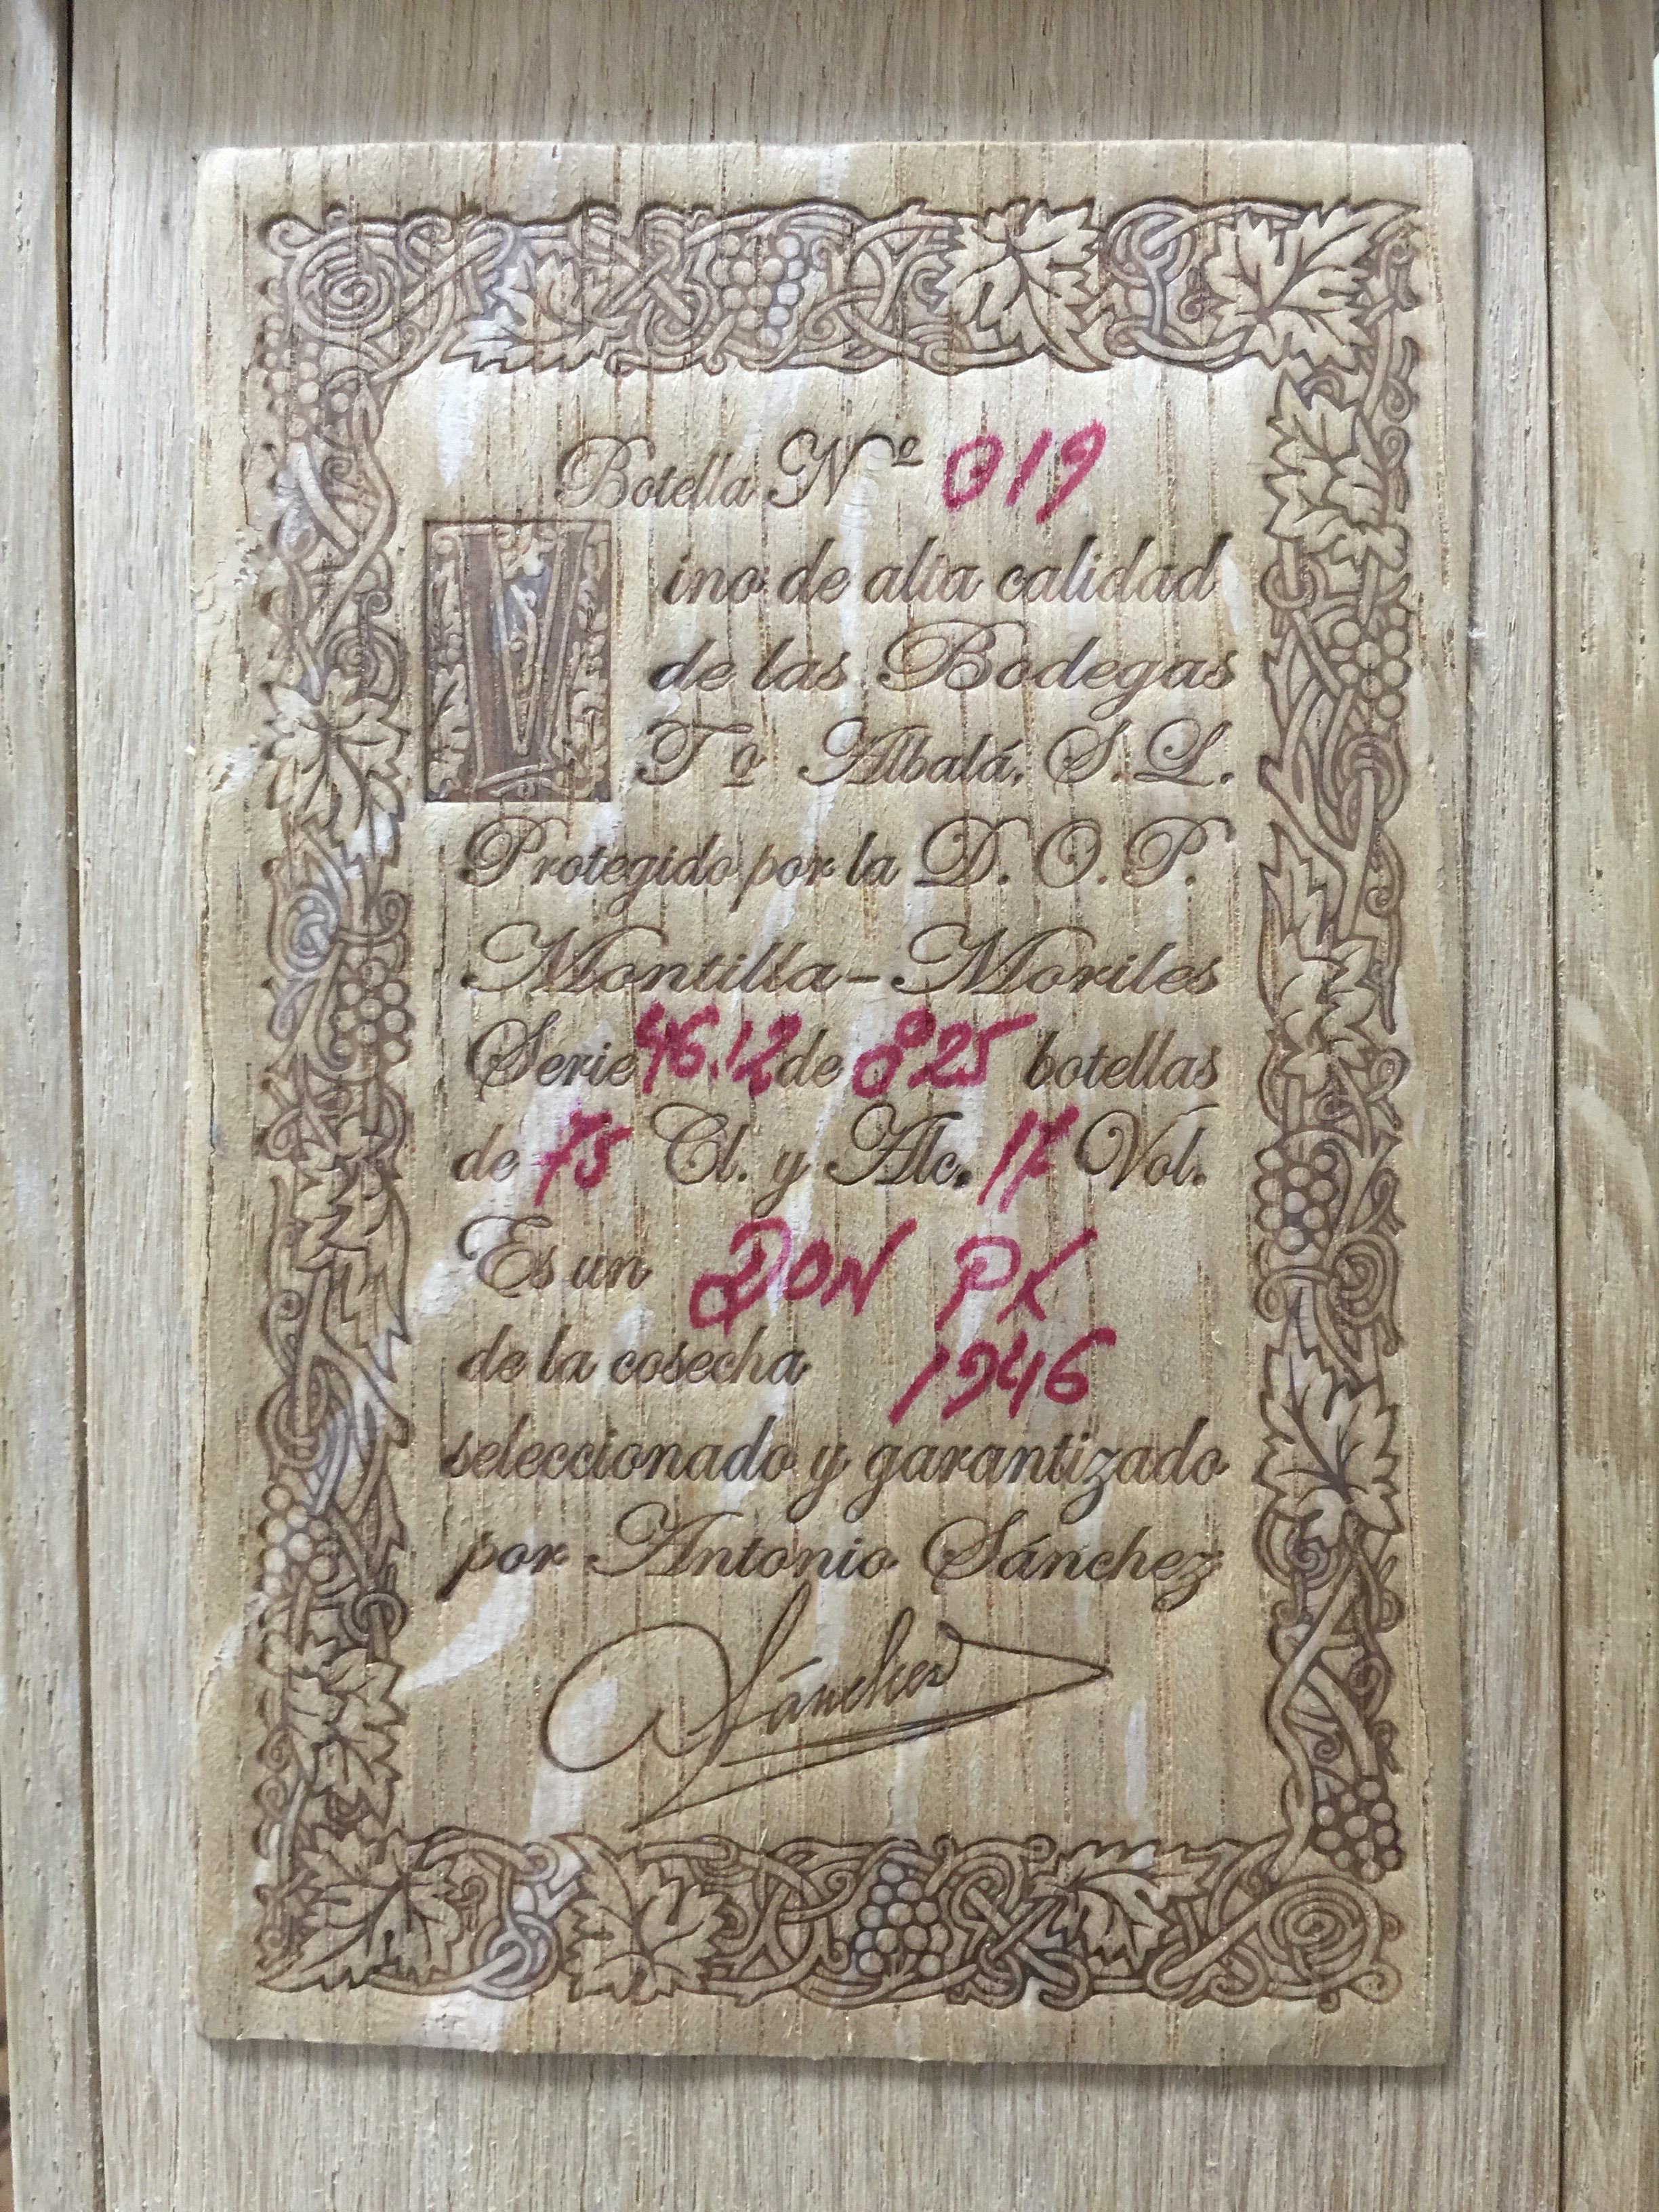 Botella Nº 019
Vino de alta calidad
de las Bodegas
Tº Albalá, S.L.
Protegido por la D.O.P.
Montilla-Moriles
Serie 46.12 de 825 botellas
de 75 Cl. y Alc. 17 Vol.
Es un DON PX
de la cosecha 1946
seleccionado y garantizado
por Antonio Sánchez
Sánchez